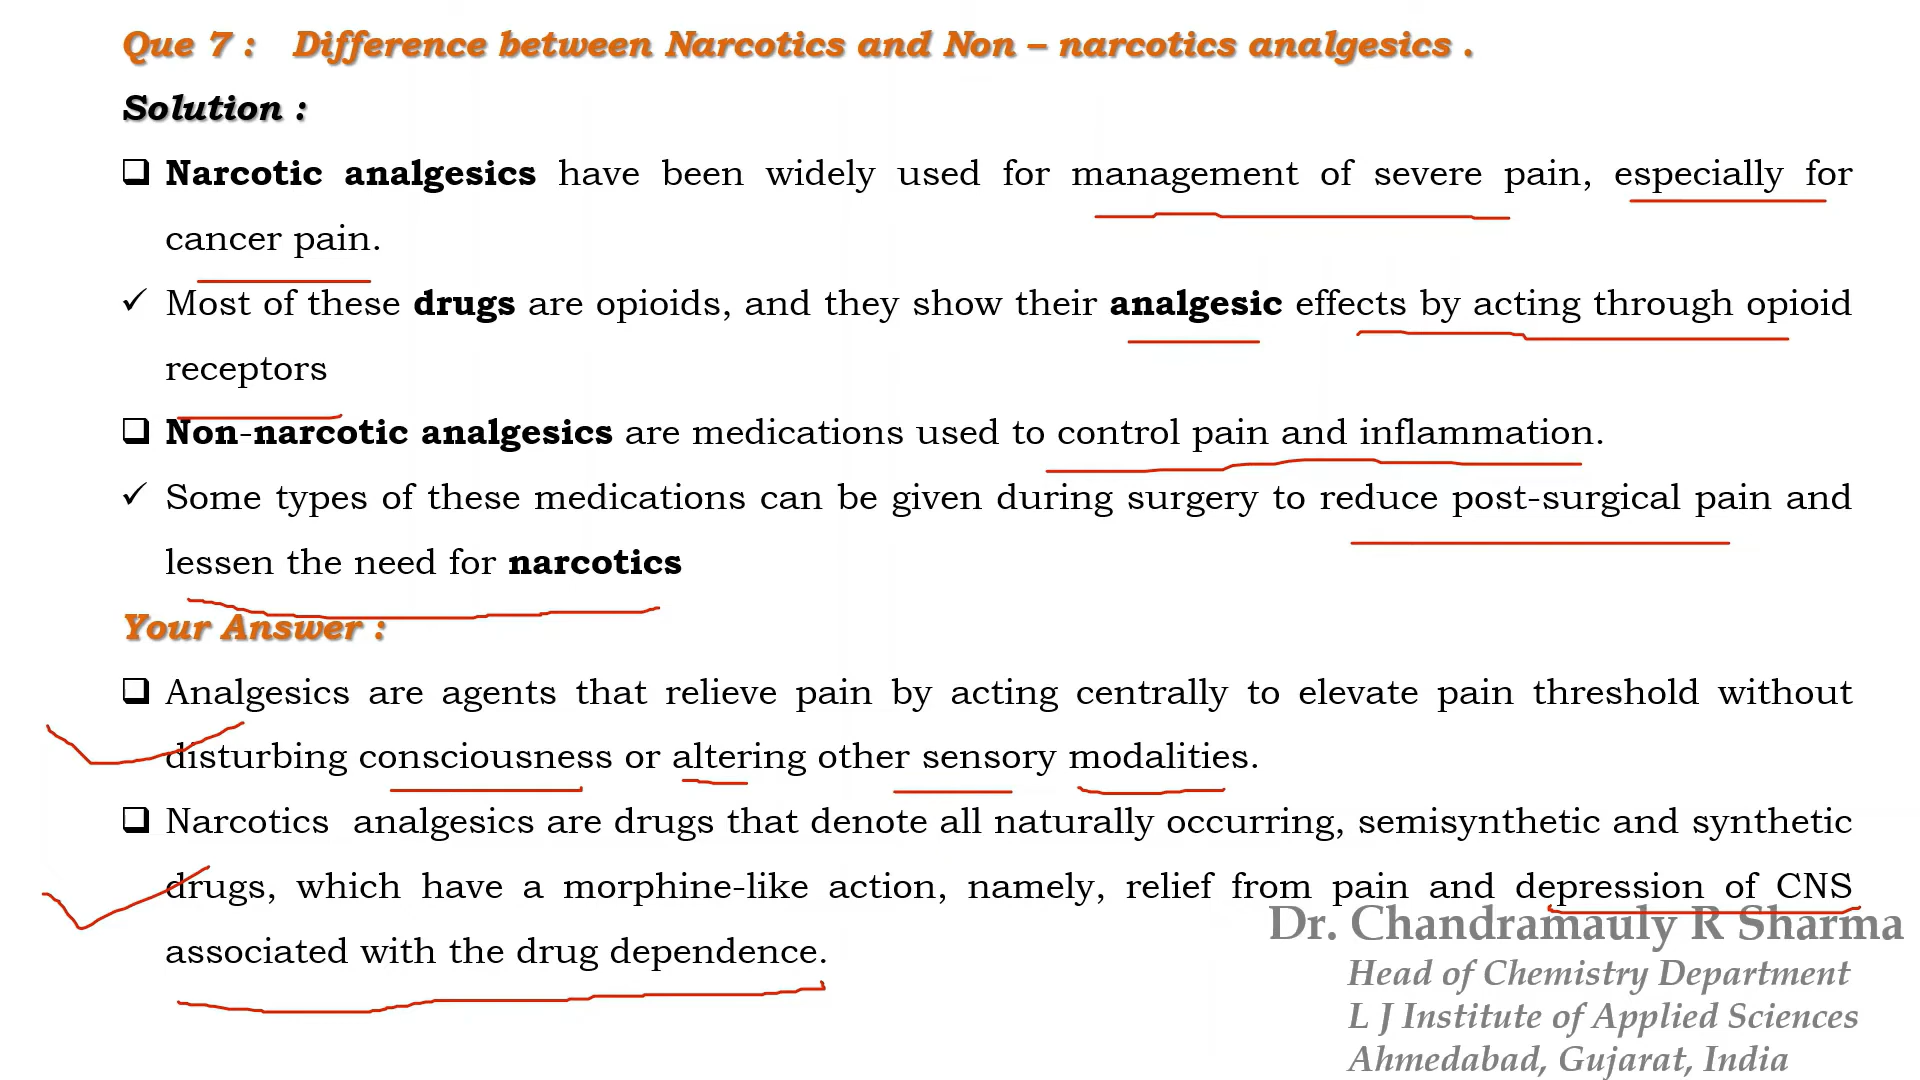 Que 7 : Difference between Narcotics and Non – narcotics analgesics .
Solution :
❑ Narcotic analgesics have been widely used for management of severe pain, especially for
cancer pain.
✓ Most of these drugs are opioids, and they show their analgesic effects by acting through opioid
receptors
❑ Non-narcotic analgesics are medications used to control pain and inflammation.
✓ Some types of these medications can be given during surgery to reduce post-surgical pain and
lessen the need for narcotics
Your Answer :
❑ Analgesics are agents that relieve pain by acting centrally to elevate pain threshold without
disturbing consciousness or altering other sensory modalities.
❑ Narcotics analgesics are drugs that denote all naturally occurring, semisynthetic and synthetic
drugs, which have a morphine-like action, namely, relief from pain and depression of CNS
associated with the drug dependence.
Dr. Chandramauly R Sharma
Head of Chemistry Department
L J Institute of Applied Sciences
Ahmedabad, Gujarat, India